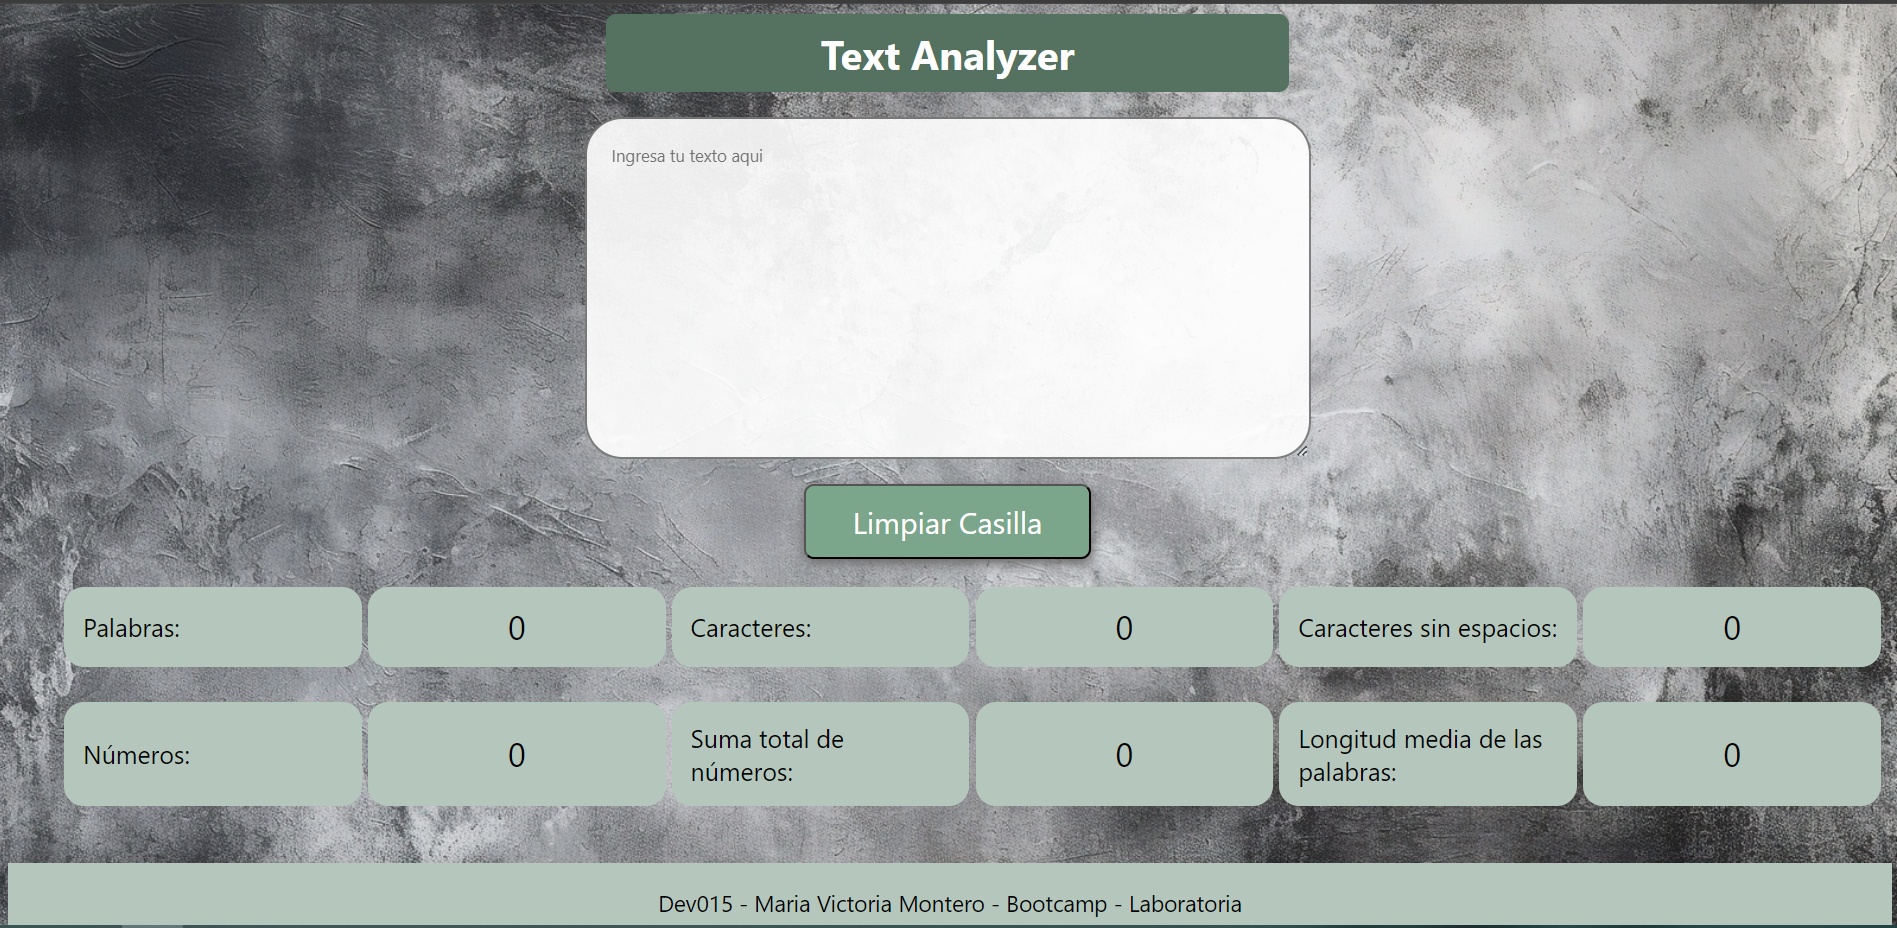 Text Analyzer
Ingresa tu texto aqui
Limpiar Casilla
Palabras:
0
Caracteres:
0
Caracteres sin espacios:
0
Números:
0
Suma total de
números:
0
Longitud media de las
palabras:
0
Dev015 - Maria Victoria Montero - Bootcamp - Laboratoria